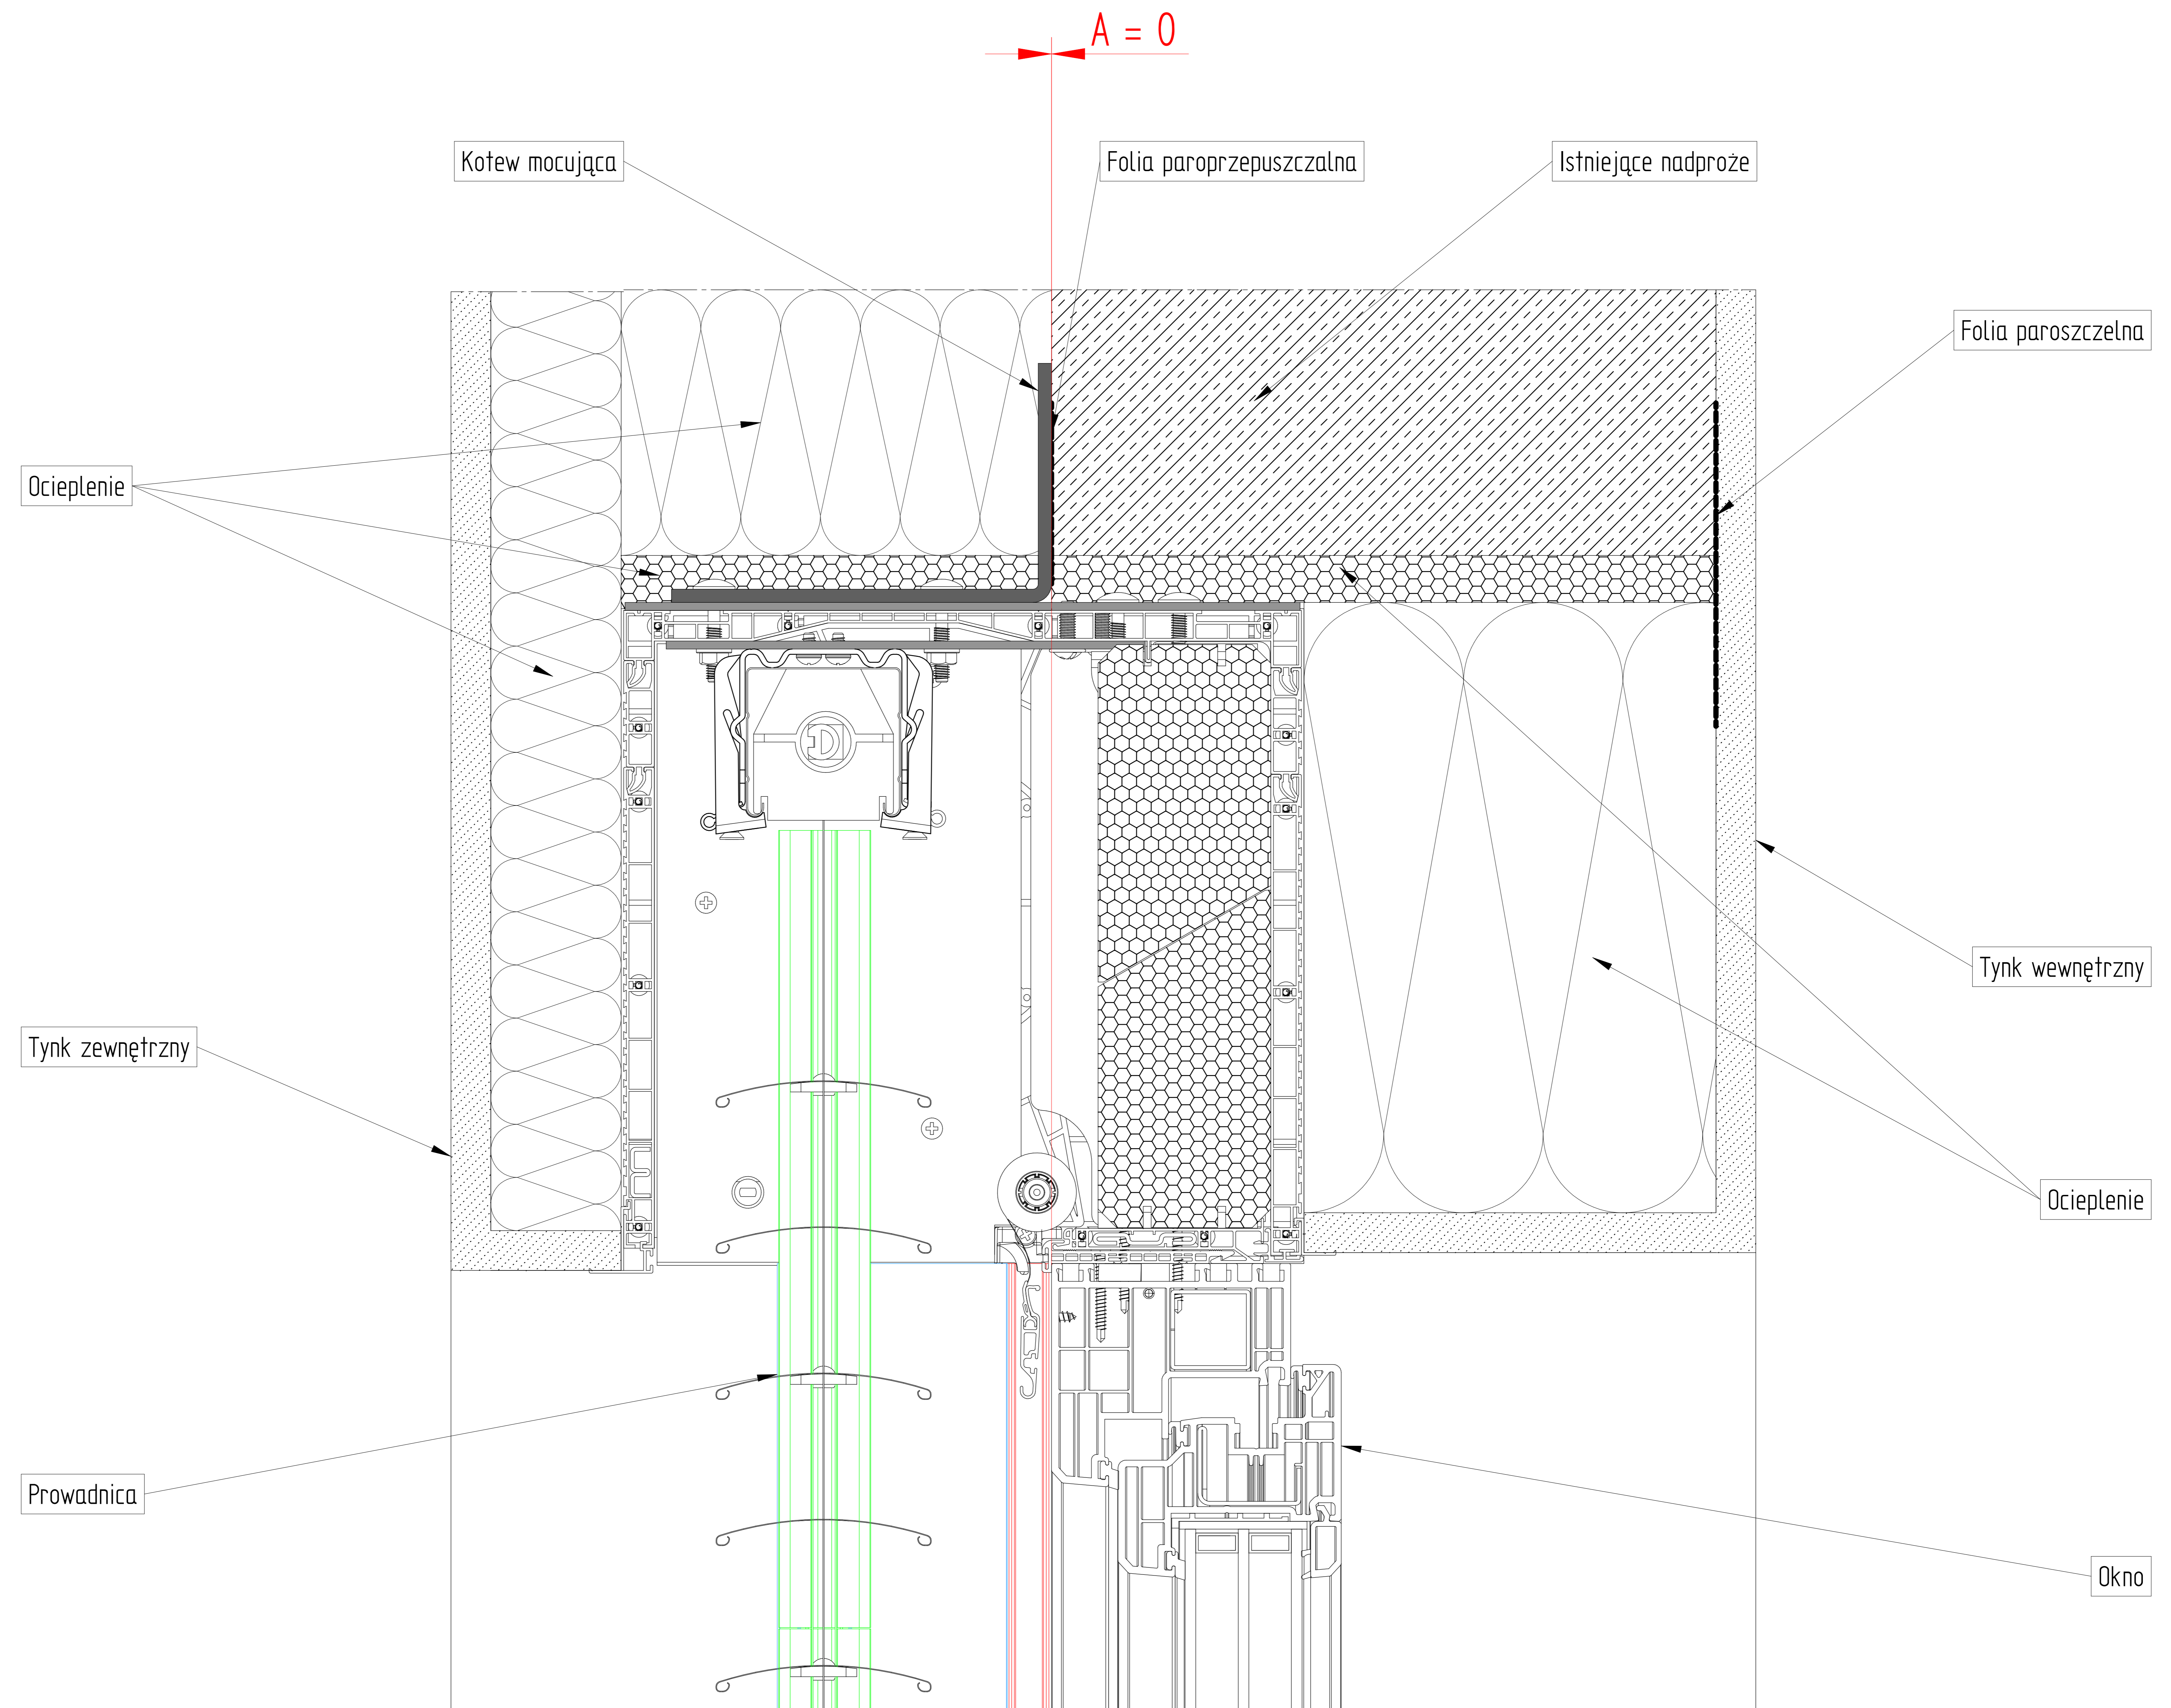 A = 0
Kotew mocująca
Folia paroprzepuszczalna
Istniejące nadproże
Folia paroszczelna
Ocieplenie
Tynk wewnętrzny
Tynk zewnętrzny
Ocieplenie
Prowadnica
Okno